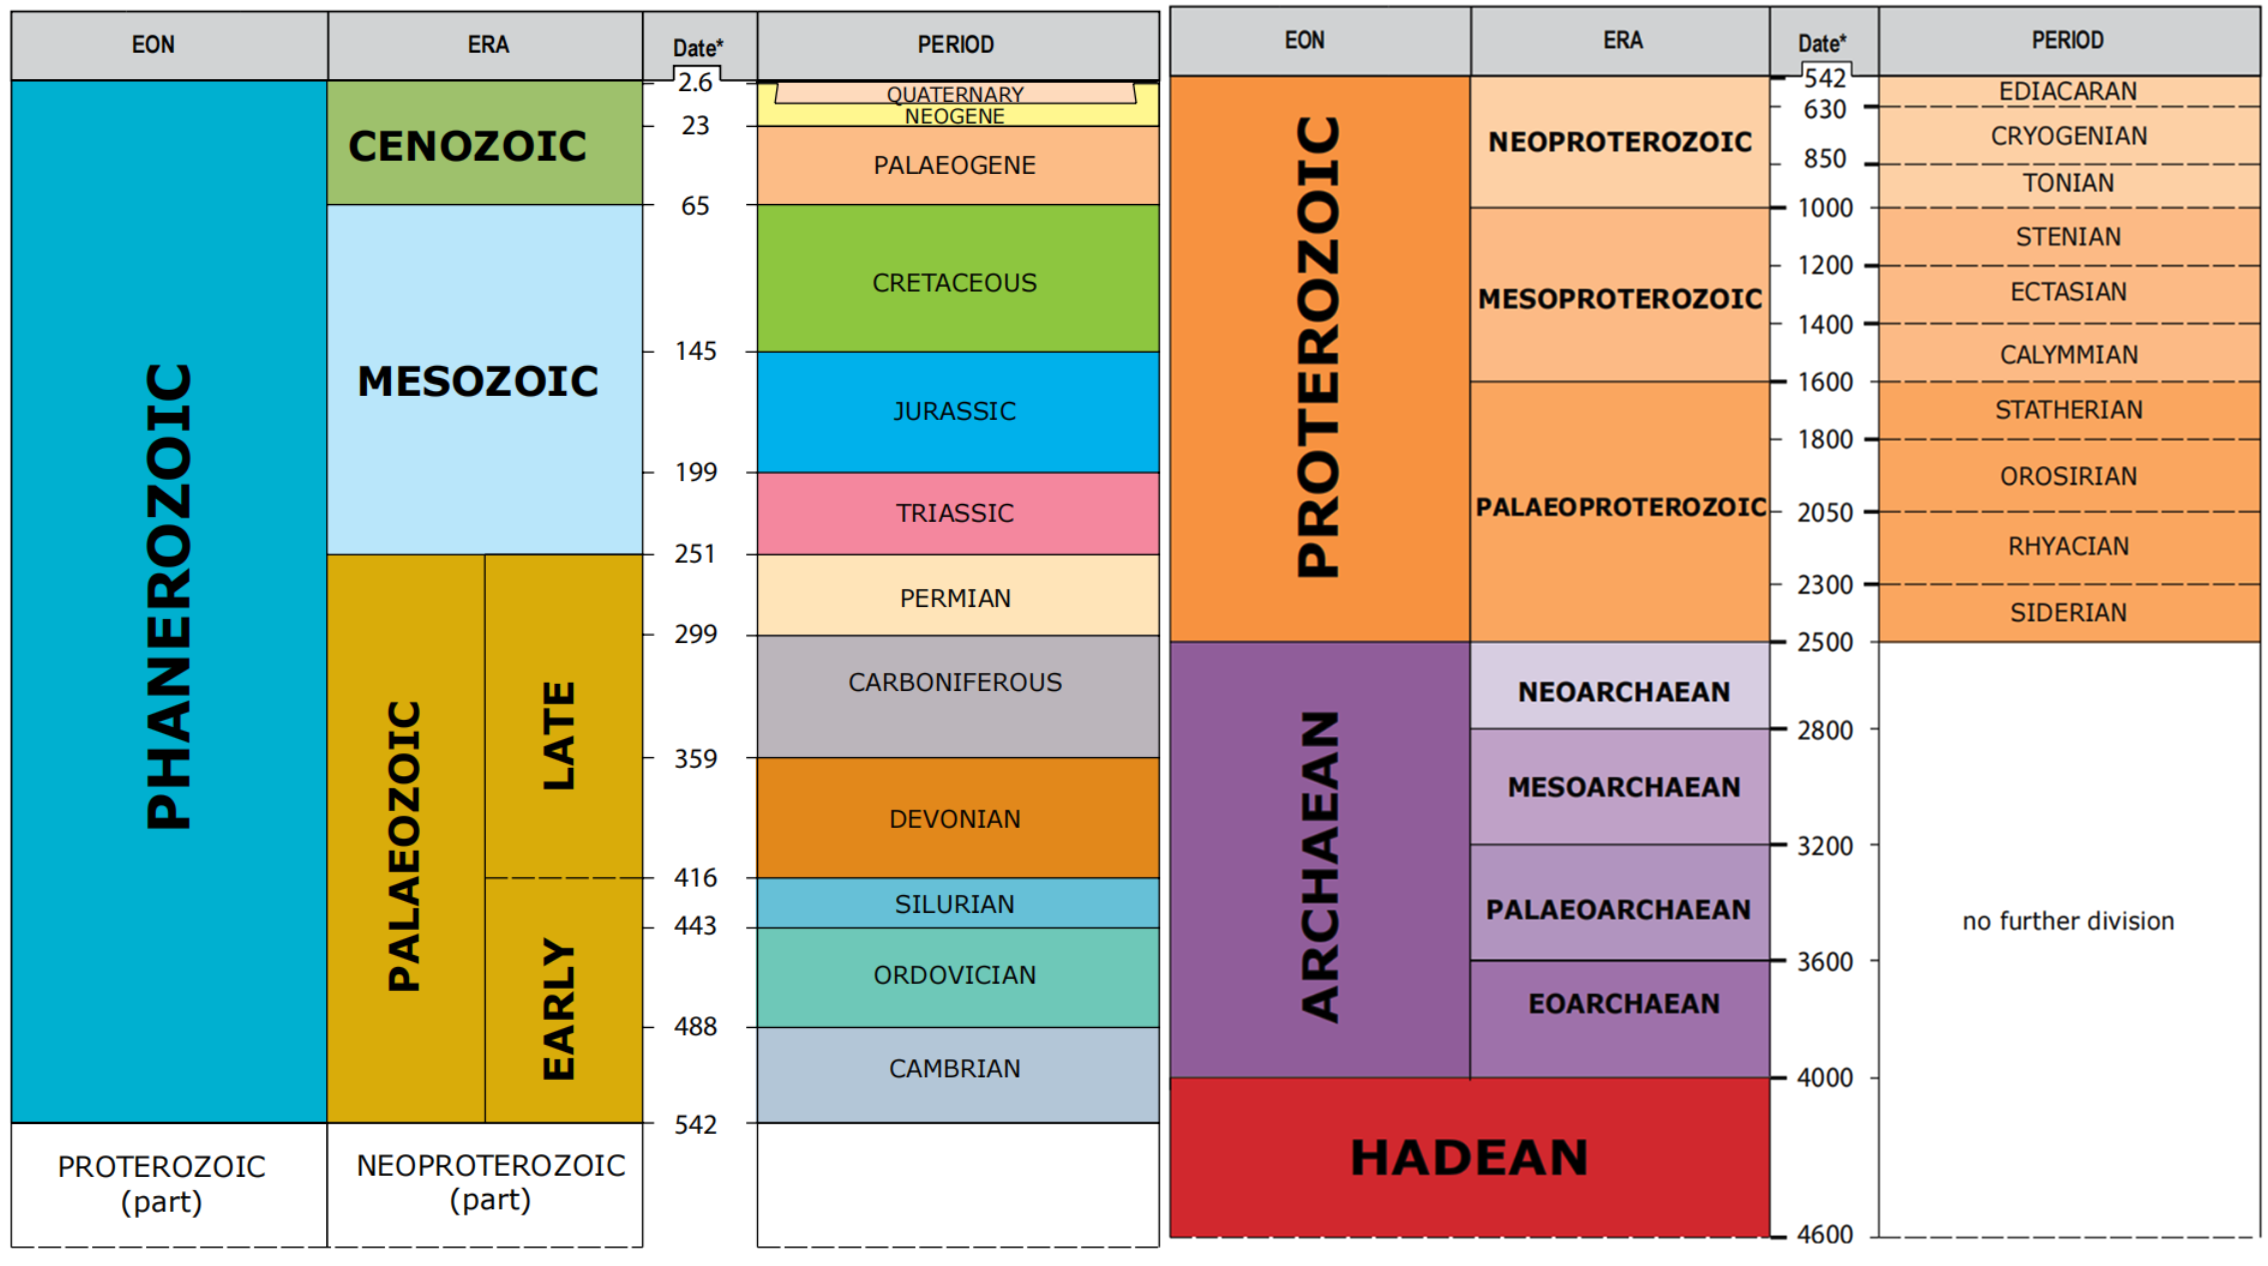 EON ERA Date* PERIOD
2.6
QUATERNARY
NEOGENE
CENOZOIC
23
PALAEOGENE
65
CRETACEOUS
145
MESOZOIC
JURASSIC
199
TRIASSIC
251
PHANEROZOIC
PERMIAN
299
CARBONIFEROUS
LATE
359
PALAEOZOIC
DEVONIAN
416
SILURIAN
443
ORDOVICIAN
EARLY
488
CAMBRIAN
542
PROTEROZOIC
(part)
NEOPROTEROZOIC
(part)
EON ERA Date* PERIOD
542
EDIACARAN
630
NEOPROTEROZOIC
CRYOGENIAN
850
TONIAN
1000
STENIAN
1200
PROTEROZOIC
MESOPROTEROZOIC
ECTASIAN
1400
CALYMMIAN
1600
STATHERIAN
1800
OROSIRIAN
PALAEOPROTEROZOIC
2050
RHYACIAN
2300
SIDERIAN
2500
NEOARCHAEAN
2800
MESOARCHAEAN
ARCHAEAN
3200
PALAEOARCHAEAN
no further division
3600
EOARCHAEAN
4000
HADEAN
4600